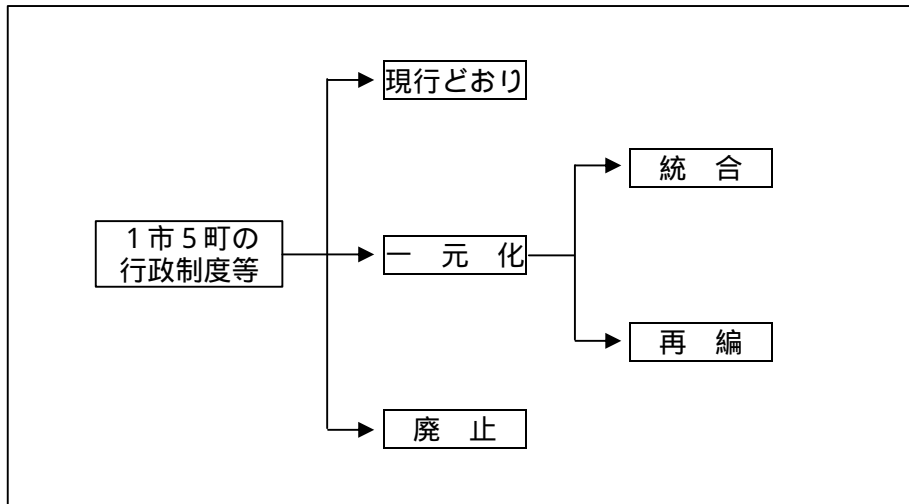 現行どおり
統　合
１市５町の
行政制度等
一　元　化
再　編
廃　止